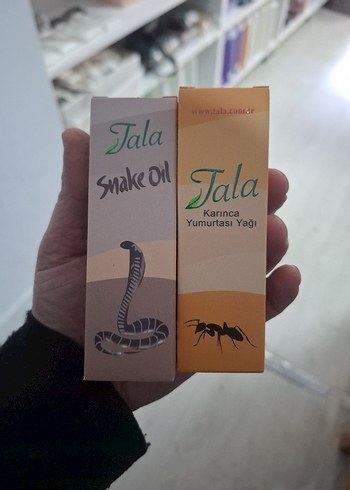 Tala
Snake Oil
www.tala.com.tr
Tala
Karınca
Yumurtası Yağı